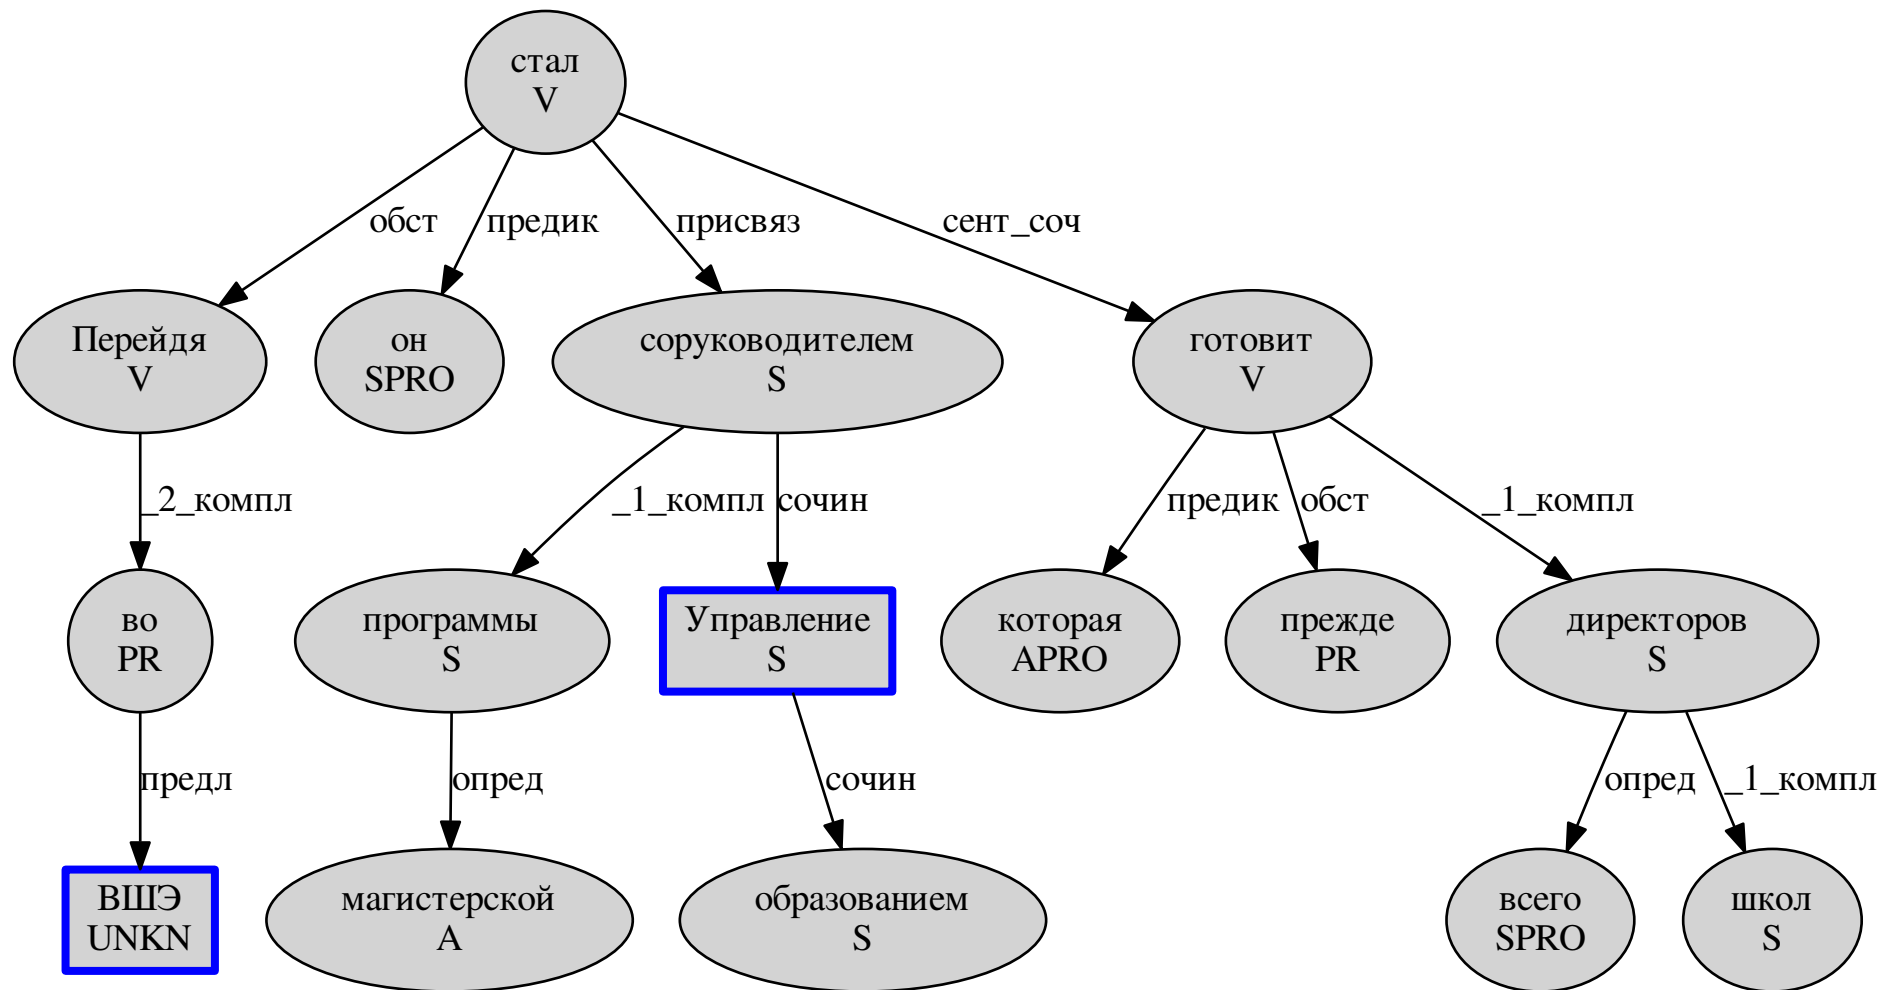 стал
V
обст
предик
присвяз
сент_соч
Перейдя
V
он
SPRO
соруководителем
S
готовит
V
_2_компл
_1_компл
сочин
предик
обст
_1_компл
во
PR
программы
S
Управление
S
которая
APRO
прежде
PR
директоров
S
предл
опред
сочин
опред
_1_компл
ВШЭ
UNKN
магистерской
A
образованием
S
всего
SPRO
школ
S